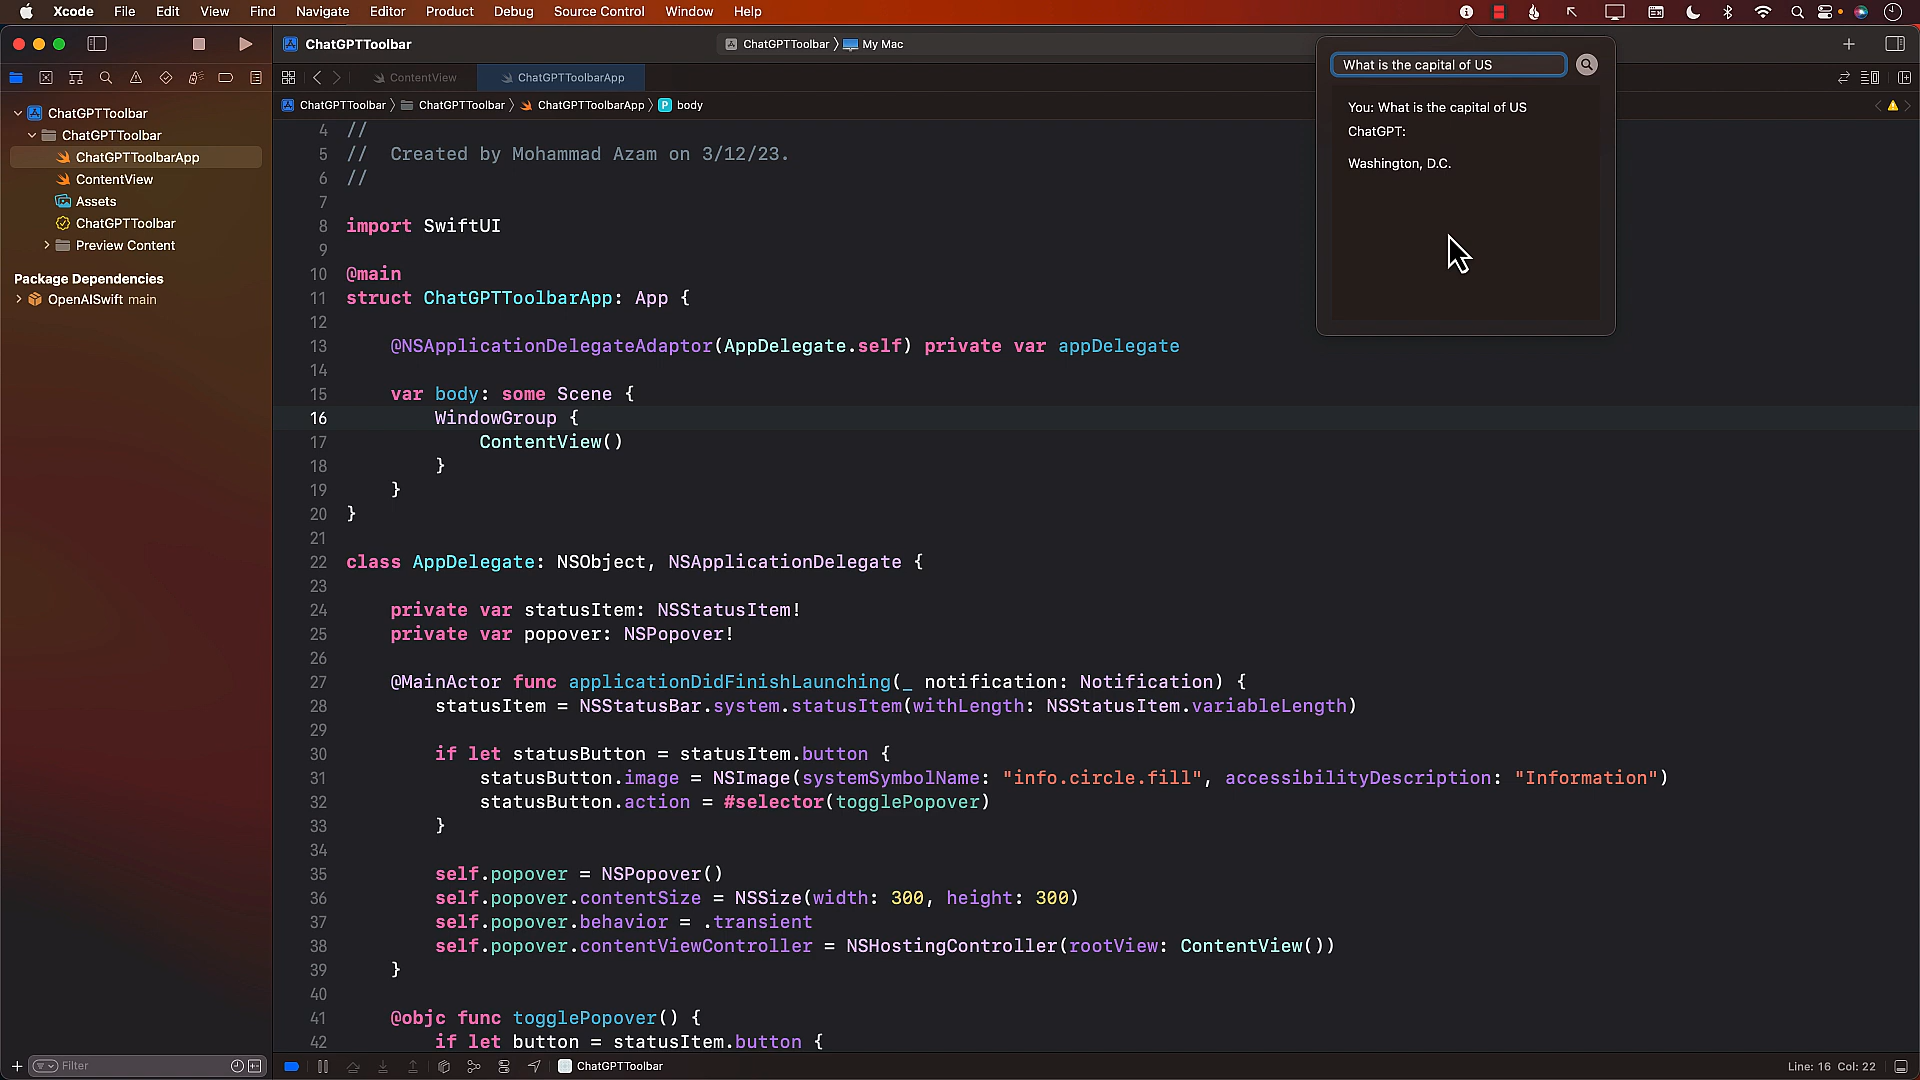 Xcode File Edit View Find Navigate Editor Product Debug Source Control Window Help
ChatGPTToolbar
ChatGPTToolbar
My Mac
ContentView
ChatGPTToolbarApp
ChatGPTToolbar
ChatGPTToolbar
ChatGPTToolbarApp
P body
ChatGPTToolbar
ChatGPTToolbar
ChatGPTToolbarApp
ContentView
Assets
ChatGPTToolbar
Preview Content
Package Dependencies
OpenAISwift main
4 //
5 //  Created by Mohammad Azam on 3/12/23.
6 //
7
8 import SwiftUI
9
10 @main
11 struct ChatGPTToolbarApp: App {
12
13     @NSApplicationDelegateAdaptor(AppDelegate.self) private var appDelegate
14
15     var body: some Scene {
16         WindowGroup {
17             ContentView()
18         }
19     }
20 }
21
22 class AppDelegate: NSObject, NSApplicationDelegate {
23
24     private var statusItem: NSStatusItem!
25     private var popover: NSPopover!
26
27     @MainActor func applicationDidFinishLaunching(_ notification: Notification) {
28         statusItem = NSStatusBar.system.statusItem(withLength: NSStatusItem.variableLength)
29
30         if let statusButton = statusItem.button {
31             statusButton.image = NSImage(systemSymbolName: "info.circle.fill", accessibilityDescription: "Information")
32             statusButton.action = #selector(togglePopover)
33         }
34
35         self.popover = NSPopover()
36         self.popover.contentSize = NSSize(width: 300, height: 300)
37         self.popover.behavior = .transient
38         self.popover.contentViewController = NSHostingController(rootView: ContentView())
39     }
40
41     @objc func togglePopover() {
42         if let button = statusItem.button {
What is the capital of US
You: What is the capital of US
ChatGPT:
Washington, D.C.
Filter
ChatGPTToolbar
Line: 16 Col: 22